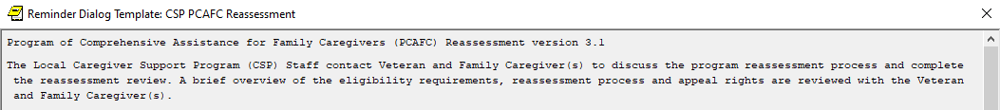 Reminder Dialog Template: CSP PCAFC Reassessment
Program of Comprehensive Assistance for Family Caregivers (PCAFC) Reassessment version 3.1
The Local Caregiver Support Program (CSP) Staff contact Veteran and Family Caregiver(s) to discuss the program reassessment process and complete
the reassessment review. A brief overview of the eligibility requirements, reassessment process and appeal rights are reviewed with the Veteran
and Family Caregiver(s).